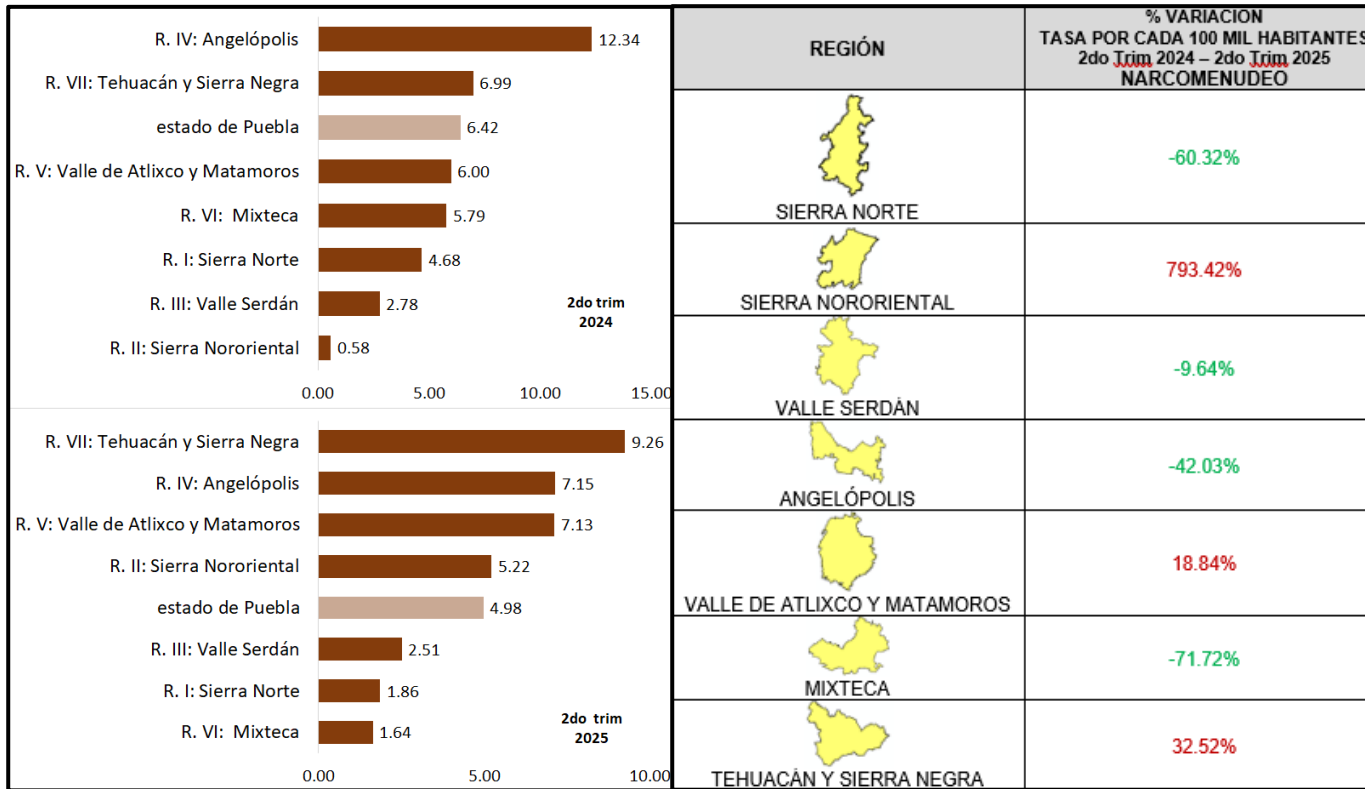 R. IV: Angelópolis 12.34
R. VII: Tehuacán y Sierra Negra 6.99
estado de Puebla 6.42
R. V: Valle de Atlixco y Matamoros 6.00
R. VI:  Mixteca 5.79
R. I: Sierra Norte 4.68
R. III: Valle Serdán 2.78
R. II: Sierra Nororiental 0.58
2do trim
2024
0.00 5.00 10.00 15.00
R. VII: Tehuacán y Sierra Negra 9.26
R. IV: Angelópolis 7.15
R. V: Valle de Atlixco y Matamoros 7.13
R. II: Sierra Nororiental 5.22
estado de Puebla 4.98
R. III: Valle Serdán 2.51
R. I: Sierra Norte 1.86
R. VI:  Mixteca 1.64
2do  trim
2025
0.00 5.00 10.00
REGIÓN
% VARIACION
TASA POR CADA 100 MIL HABITANTES
2do Trim 2024 – 2do Trim 2025
NARCOMENUDEO
SIERRA NORTE
-60.32%
SIERRA NORORIENTAL
793.42%
VALLE SERDÁN
-9.64%
ANGELÓPOLIS
-42.03%
VALLE DE ATLIXCO Y MATAMOROS
18.84%
MIXTECA
-71.72%
TEHUACÁN Y SIERRA NEGRA
32.52%